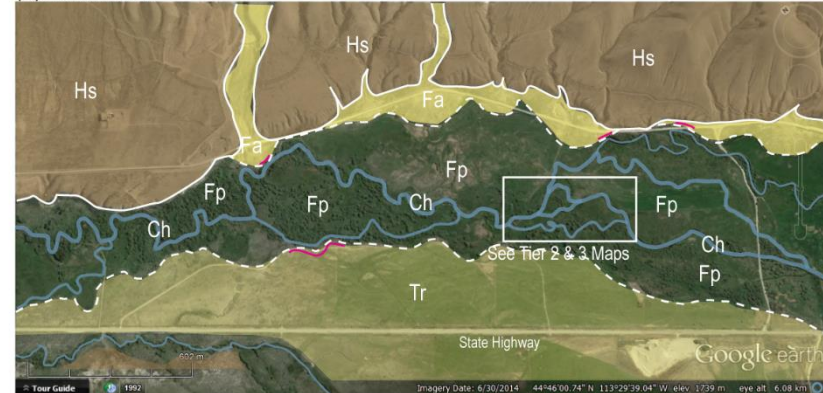 Hs
Hs
Hs
Fa
Fa
Fp
Fp
Fp
Fp
Ch
Ch
Ch
Fp
See Tier 2 & 3 Maps
Tr
State Highway
Google earth
602 m
Tour Guide
1992
Imagery Date: 6/30/2014 44°46'00.74" N 113°29'39.04" W elev 1739 m eye alt 6.08 km